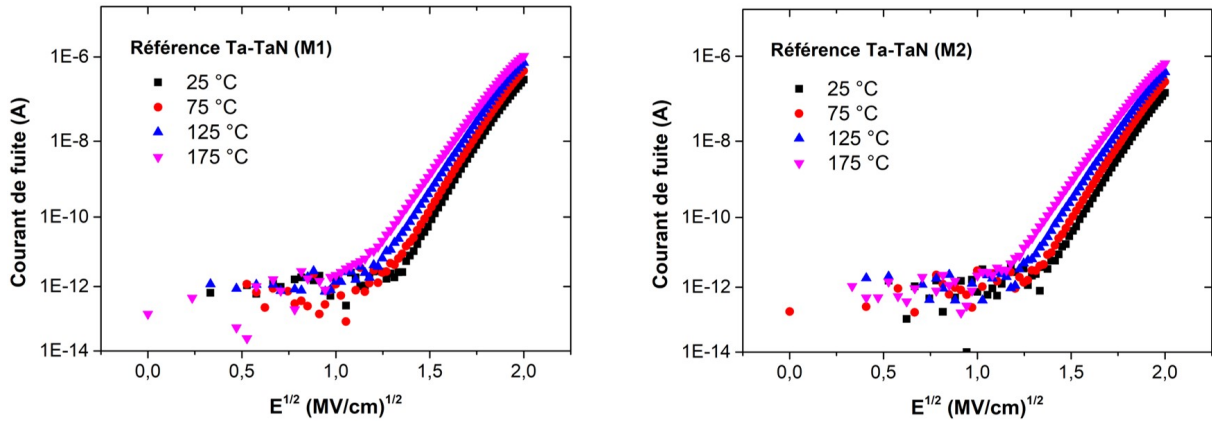 Référence Ta-TaN (M1)
25 °C
75 °C
125 °C
175 °C
1E-6
1E-8
1E-10
1E-12
1E-14
Courant de fuite (A)
0,0 0,5 1,0 1,5 2,0
E1/2 (MV/cm)1/2
Référence Ta-TaN (M2)
25 °C
75 °C
125 °C
175 °C
1E-6
1E-8
1E-10
1E-12
1E-14
Courant de fuite (A)
0,0 0,5 1,0 1,5 2,0
E1/2 (MV/cm)1/2